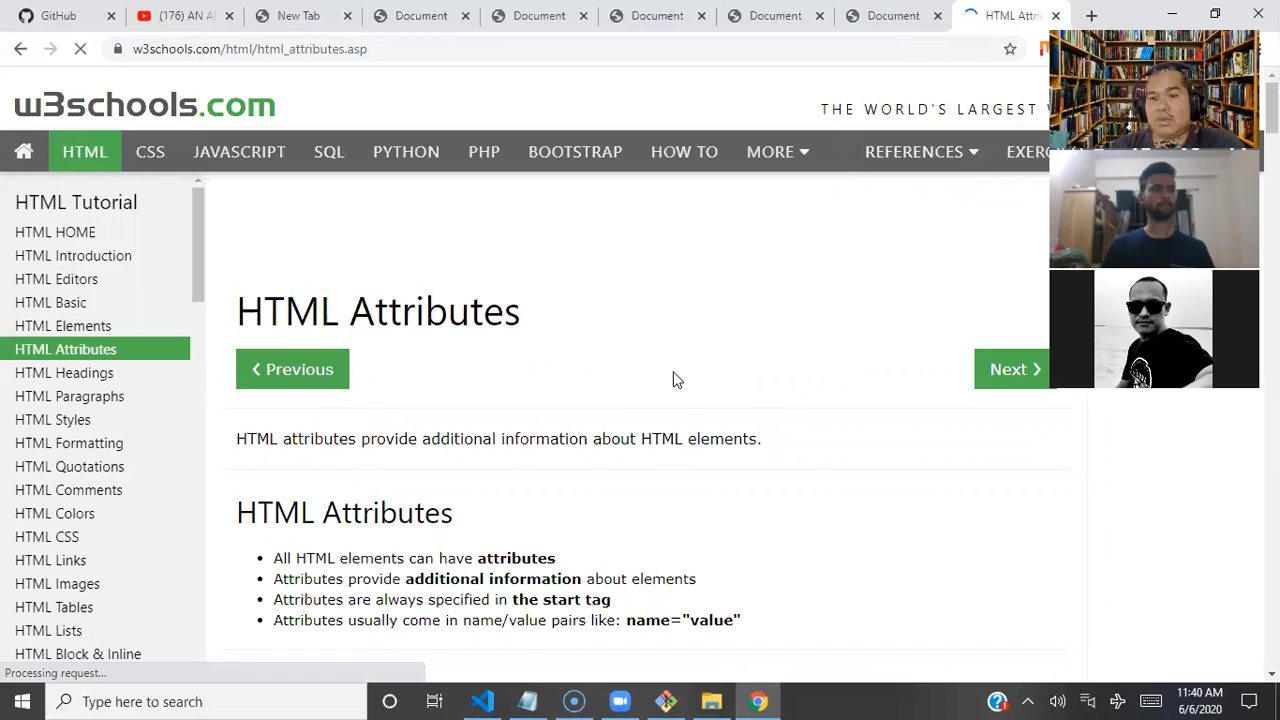 GitHub
(176) AN A
New Tab
Document
Document
Document
Document
Document
HTML Attri
w3schools.com/html/html_attributes.asp
w3schools.com
THE WORLD'S LARGEST
HTML
CSS
JAVASCRIPT
SQL
PYTHON
PHP
BOOTSTRAP
HOW TO
MORE
REFERENCES
HTML Tutorial
HTML HOME
HTML Introduction
HTML Editors
HTML Basic
HTML Elements
HTML Attributes
HTML Headings
HTML Paragraphs
HTML Styles
HTML Formatting
HTML Quotations
HTML Comments
HTML Colors
HTML CSS
HTML Links
HTML Images
HTML Tables
HTML Lists
HTML Block & Inline
HTML Attributes
❮ Previous
Next ❯
HTML attributes provide additional information about HTML elements.
HTML Attributes
• All HTML elements can have attributes
• Attributes provide additional information about elements
• Attributes are always specified in the start tag
• Attributes usually come in name/value pairs like: name="value"
Processing request...
Type here to search
11:40 AM
6/6/2020